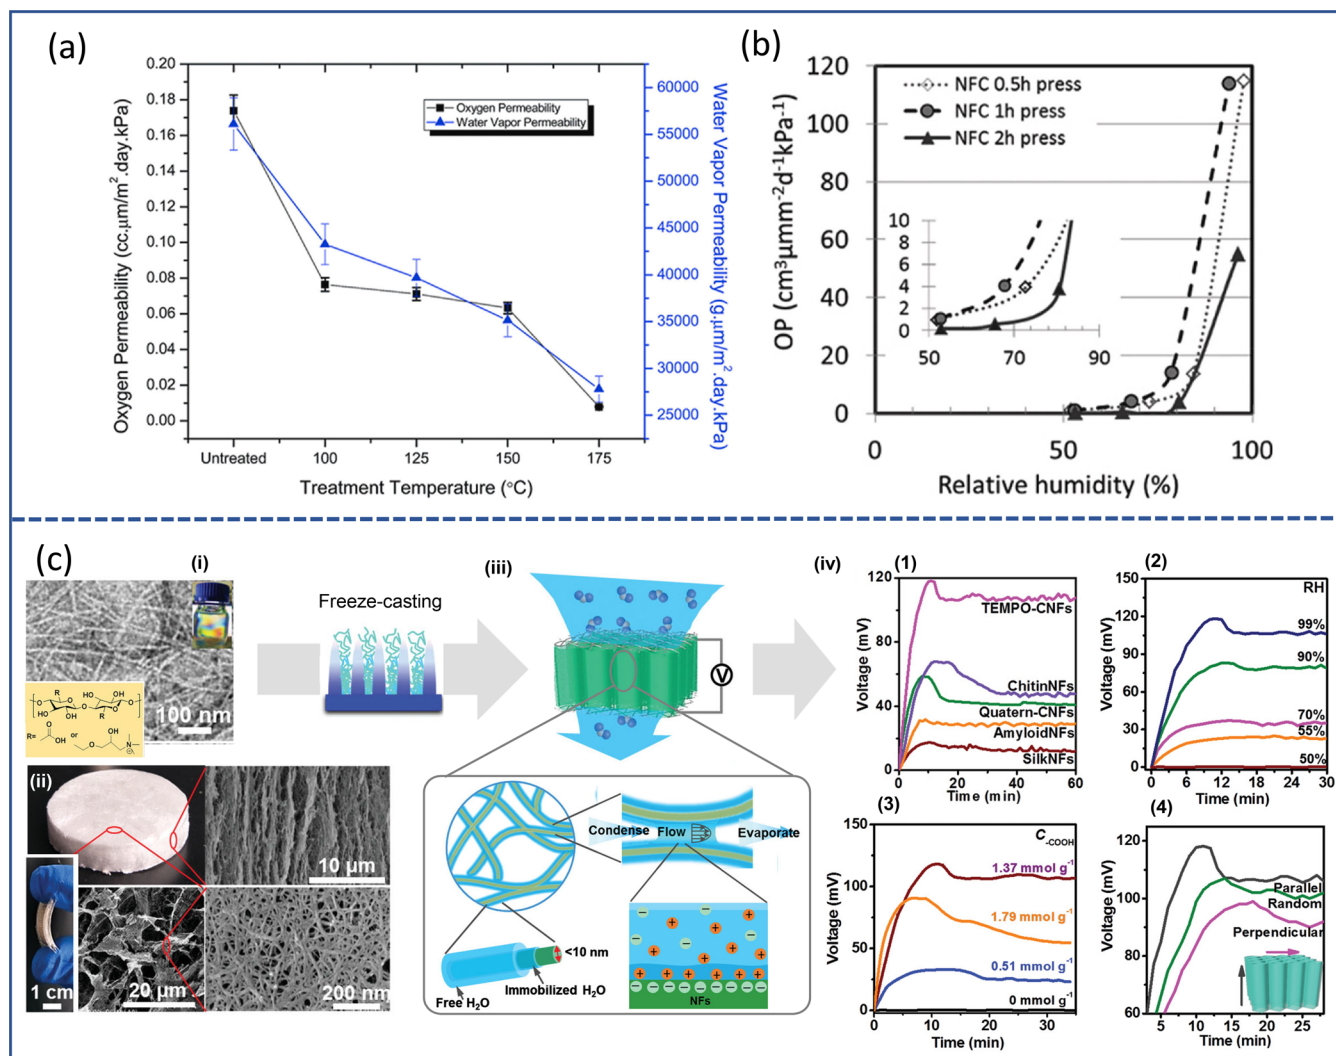 (a)
Oxygen Permeability (cc.μm/m².day.kPa)
0.20
0.18
0.16
0.14
0.12
0.10
0.08
0.06
0.04
0.02
0.00
Oxygen Permeability
Water Vapor Permeability
60000
55000
50000
45000
40000
35000
30000
25000
Water Vapor Permeability (g.μm/m².day.kPa)
Untreated 100 125 150 175
Treatment Temperature (°C)
(b)
OP (cm³μmm⁻²d⁻¹kPa⁻¹)
120
100
80
60
40
20
0
NFC 0.5h press
NFC 1h press
NFC 2h press
10
8
6
4
2
0
50 70 90
0 50 100
Relative humidity (%)
(c)
(i)
100 nm
R OH OH
O O O O
HO OH R
R= OH or O OH N
Freeze-casting
(ii)
10 μm
1 cm
20 μm
200 nm
(iii)
V
Condense Flow Evaporate
<10 nm
Immobilized H₂O
Free H₂O
NFs
(iv)
(1)
Voltage (mV)
120
80
40
0
TEMPO-CNFs
ChitinNFs
Quatern-CNFs
AmyloidNFs
SilkNFs
0 20 40 60
Time (min)
(2)
Voltage (mV)
150
120
90
60
30
0
RH
99%
90%
70%
55%
50%
0 6 12 18 24 30
Time (min)
(3)
Voltage (mV)
150
100
50
0
C-COOH
1.37 mmol g⁻¹
1.79 mmol g⁻¹
0.51 mmol g⁻¹
0 mmol g⁻¹
0 10 20 30
Time (min)
(4)
Voltage (mV)
120
100
80
60
Parallel
Random
Perpendicular
5 10 15 20 25
Time (min)